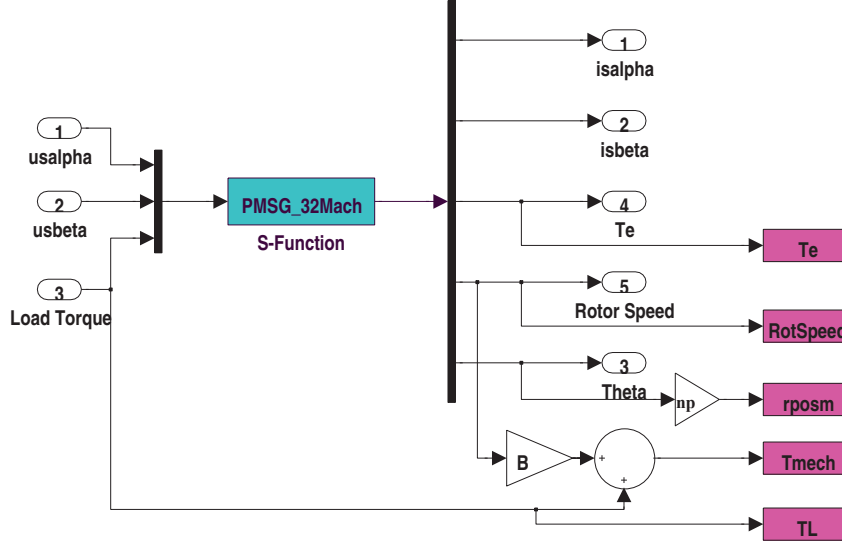 1
isalpha
1
usalpha
2
isbeta
2
usbeta
PMSG_32Mach
S-Function
4
Te
Te
3
Load Torque
5
Rotor Speed
RotSpeed
3
Theta
np
rposm
B
+
+
Tmech
TL